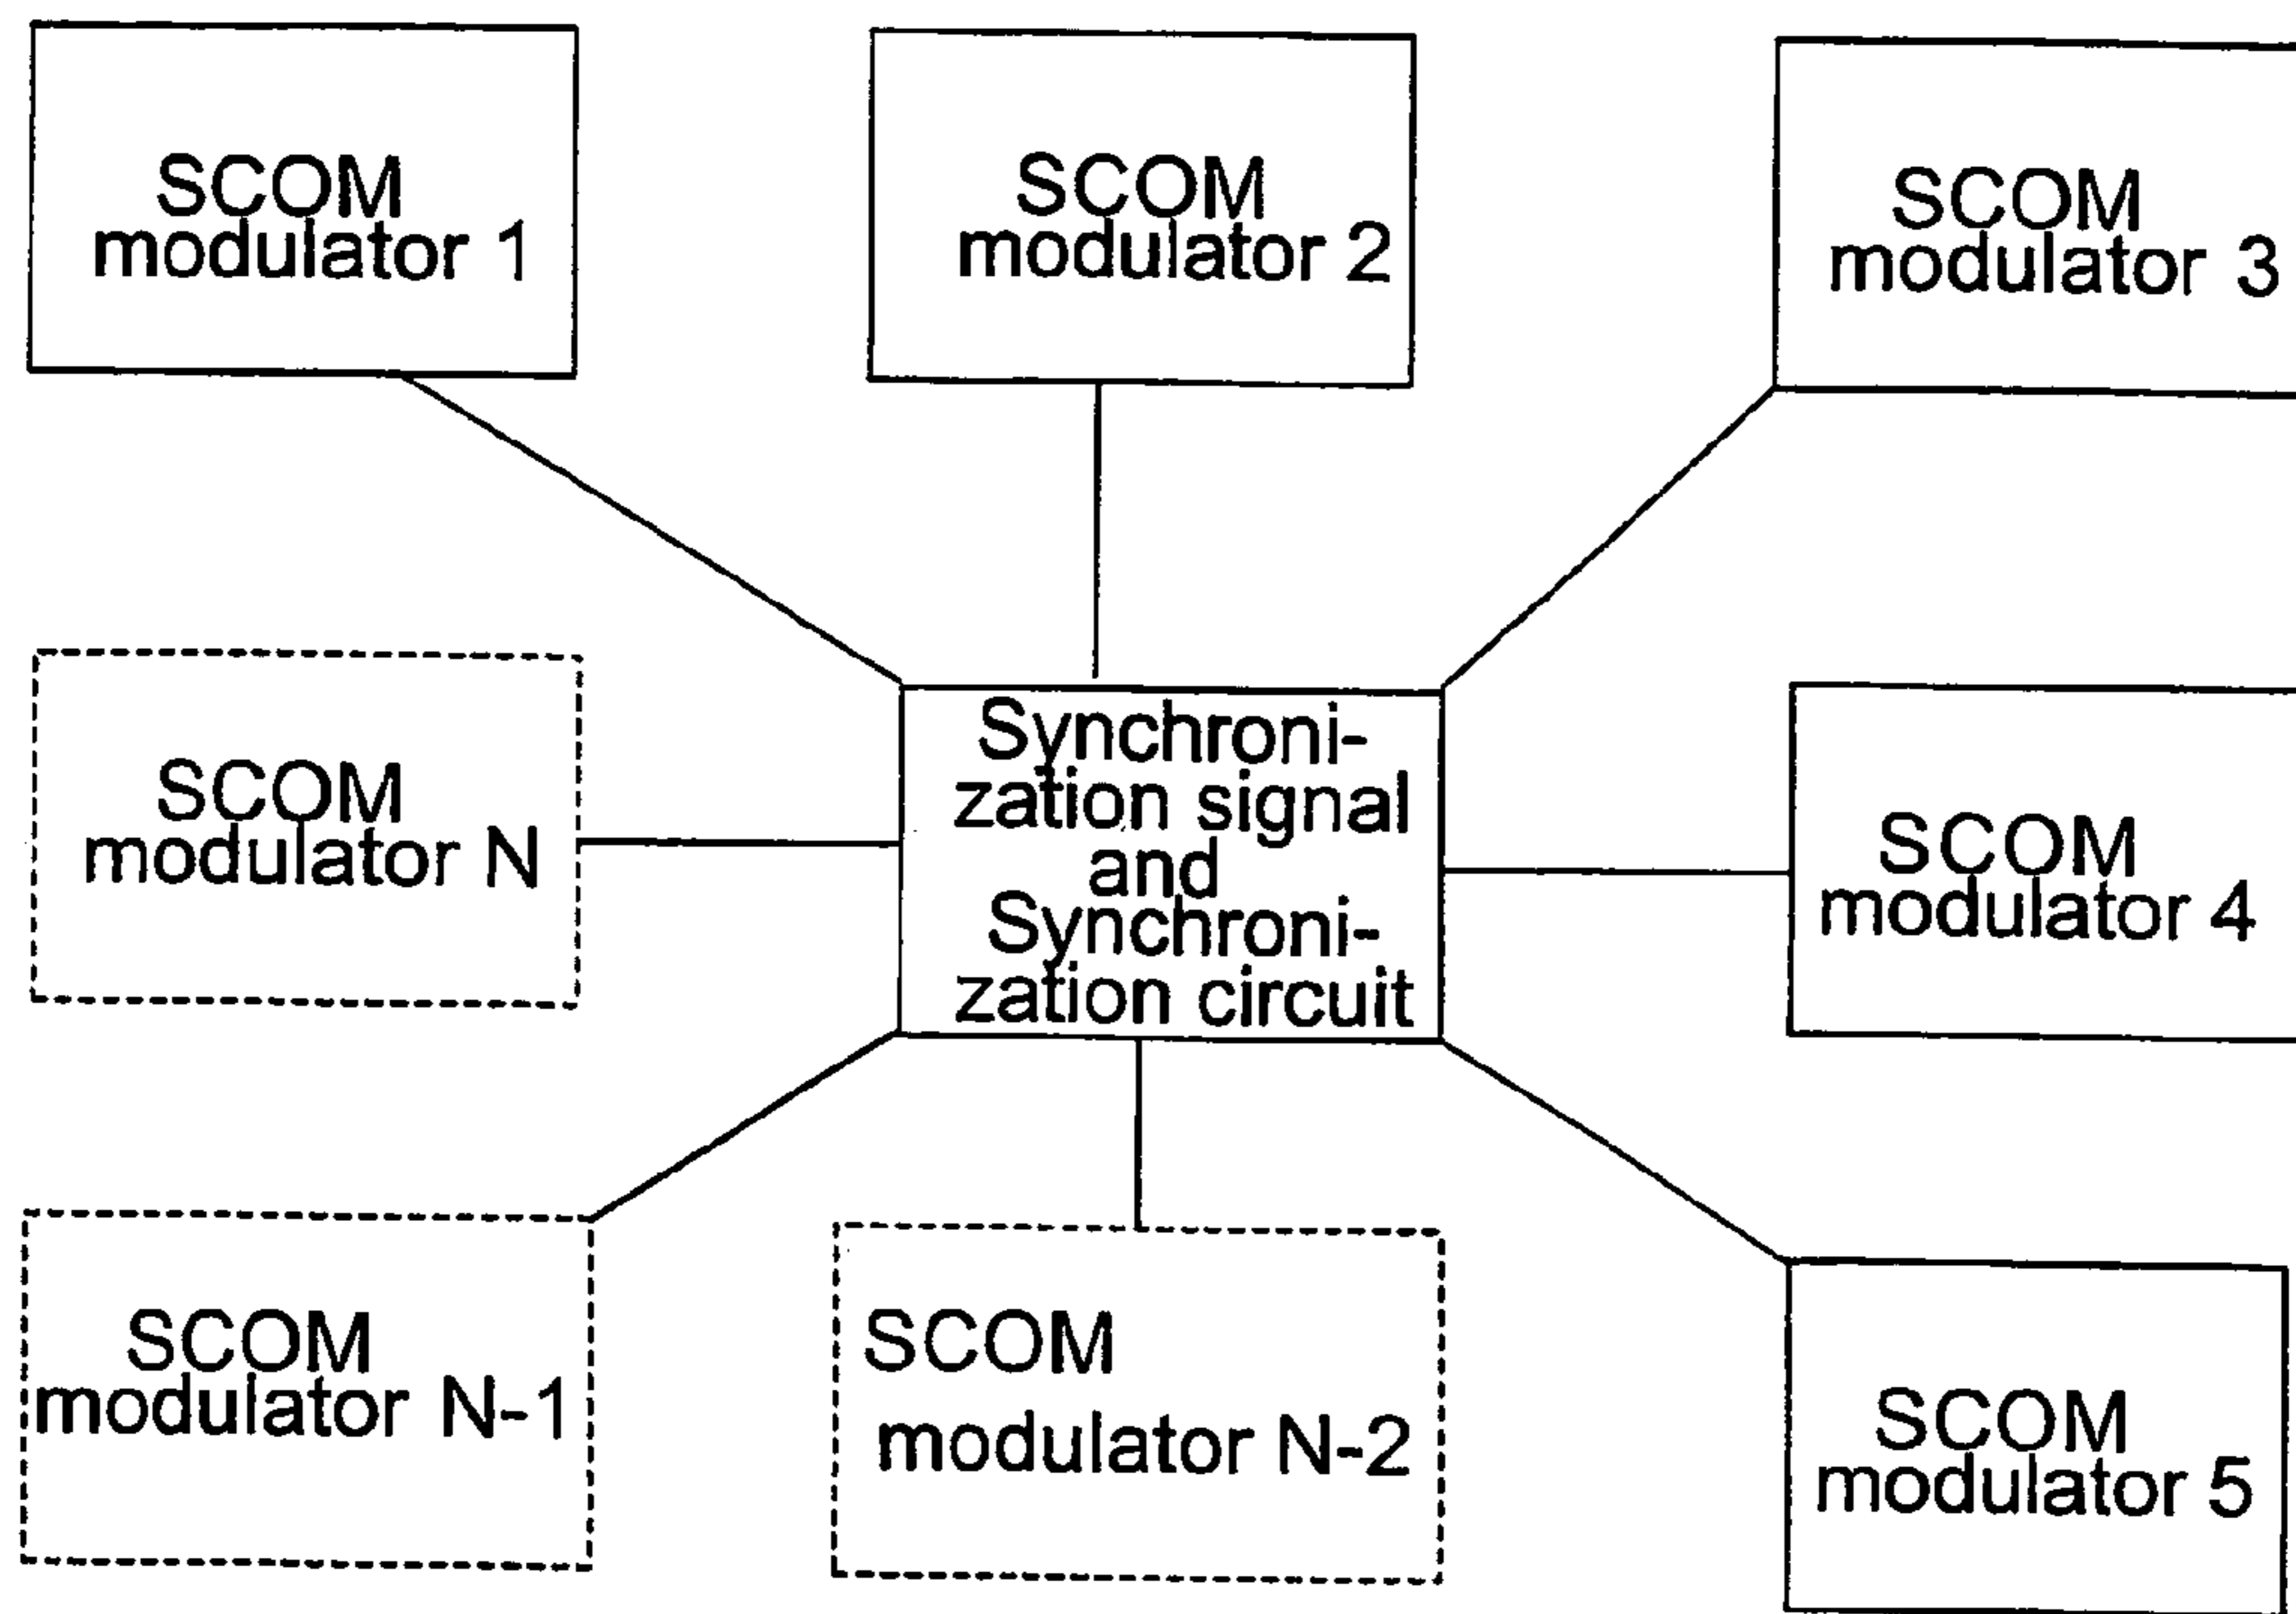 SCOM
modulator 1
SCOM
modulator 2
SCOM
modulator 3
SCOM
modulator N
Synchroni-
zation signal
and
Synchroni-
zation circuit
SCOM
modulator 4
SCOM
modulator N-1
SCOM
modulator N-2
SCOM
modulator 5